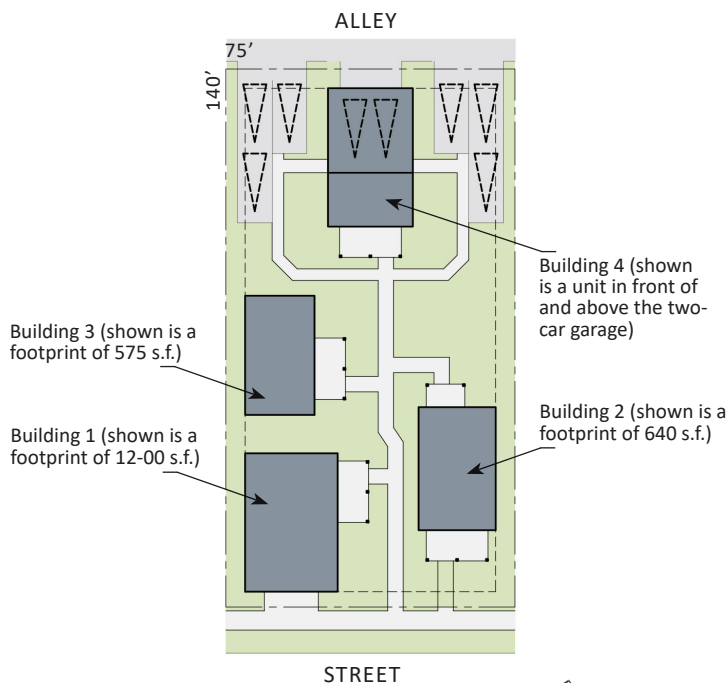 ALLEY
75’
140’
Building 4 (shown
is a unit in front of
and above the two-
car garage)
Building 3 (shown is a
footprint of 575 s.f.)
Building 2 (shown is a
footprint of 640 s.f.)
Building 1 (shown is a
footprint of 12-00 s.f.)
STREET